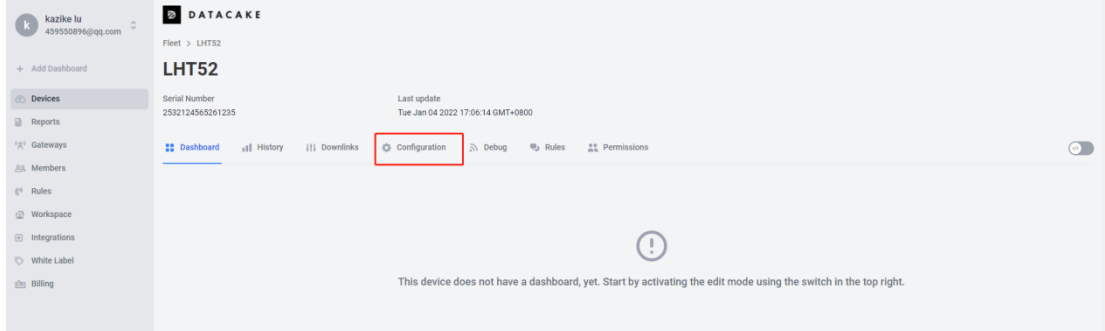 k
kazike lu
459550896@qq.com
+ Add Dashboard
Devices
Reports
Gateways
Members
Rules
Workspace
Integrations
White Label
Billing
DATACAKE
Fleet > LHT52
LHT52
Serial Number
2532124565261235
Last update
Tue Jan 04 2022 17:06:14 GMT+0800
Dashboard History Downlinks Configuration Debug Rules Permissions
This device does not have a dashboard, yet. Start by activating the edit mode using the switch in the top right.